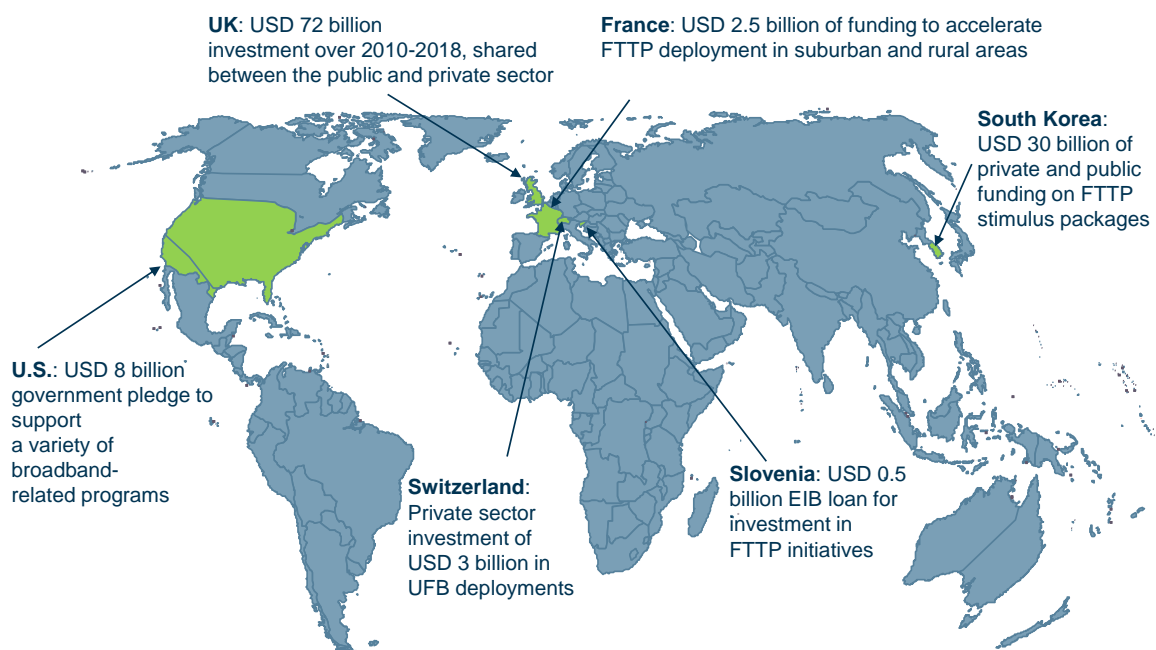 UK: USD 72 billion
investment over 2010-2018, shared
between the public and private sector
France: USD 2.5 billion of funding to accelerate
FTTP deployment in suburban and rural areas
South Korea:
USD 30 billion of
private and public
funding on FTTP
stimulus packages
U.S.: USD 8 billion
government pledge to
support
a variety of
broadband-
related programs
Switzerland:
Private sector
investment of
USD 3 billion in
UFB deployments
Slovenia: USD 0.5
billion EIB loan for
investment in
FTTP initiatives